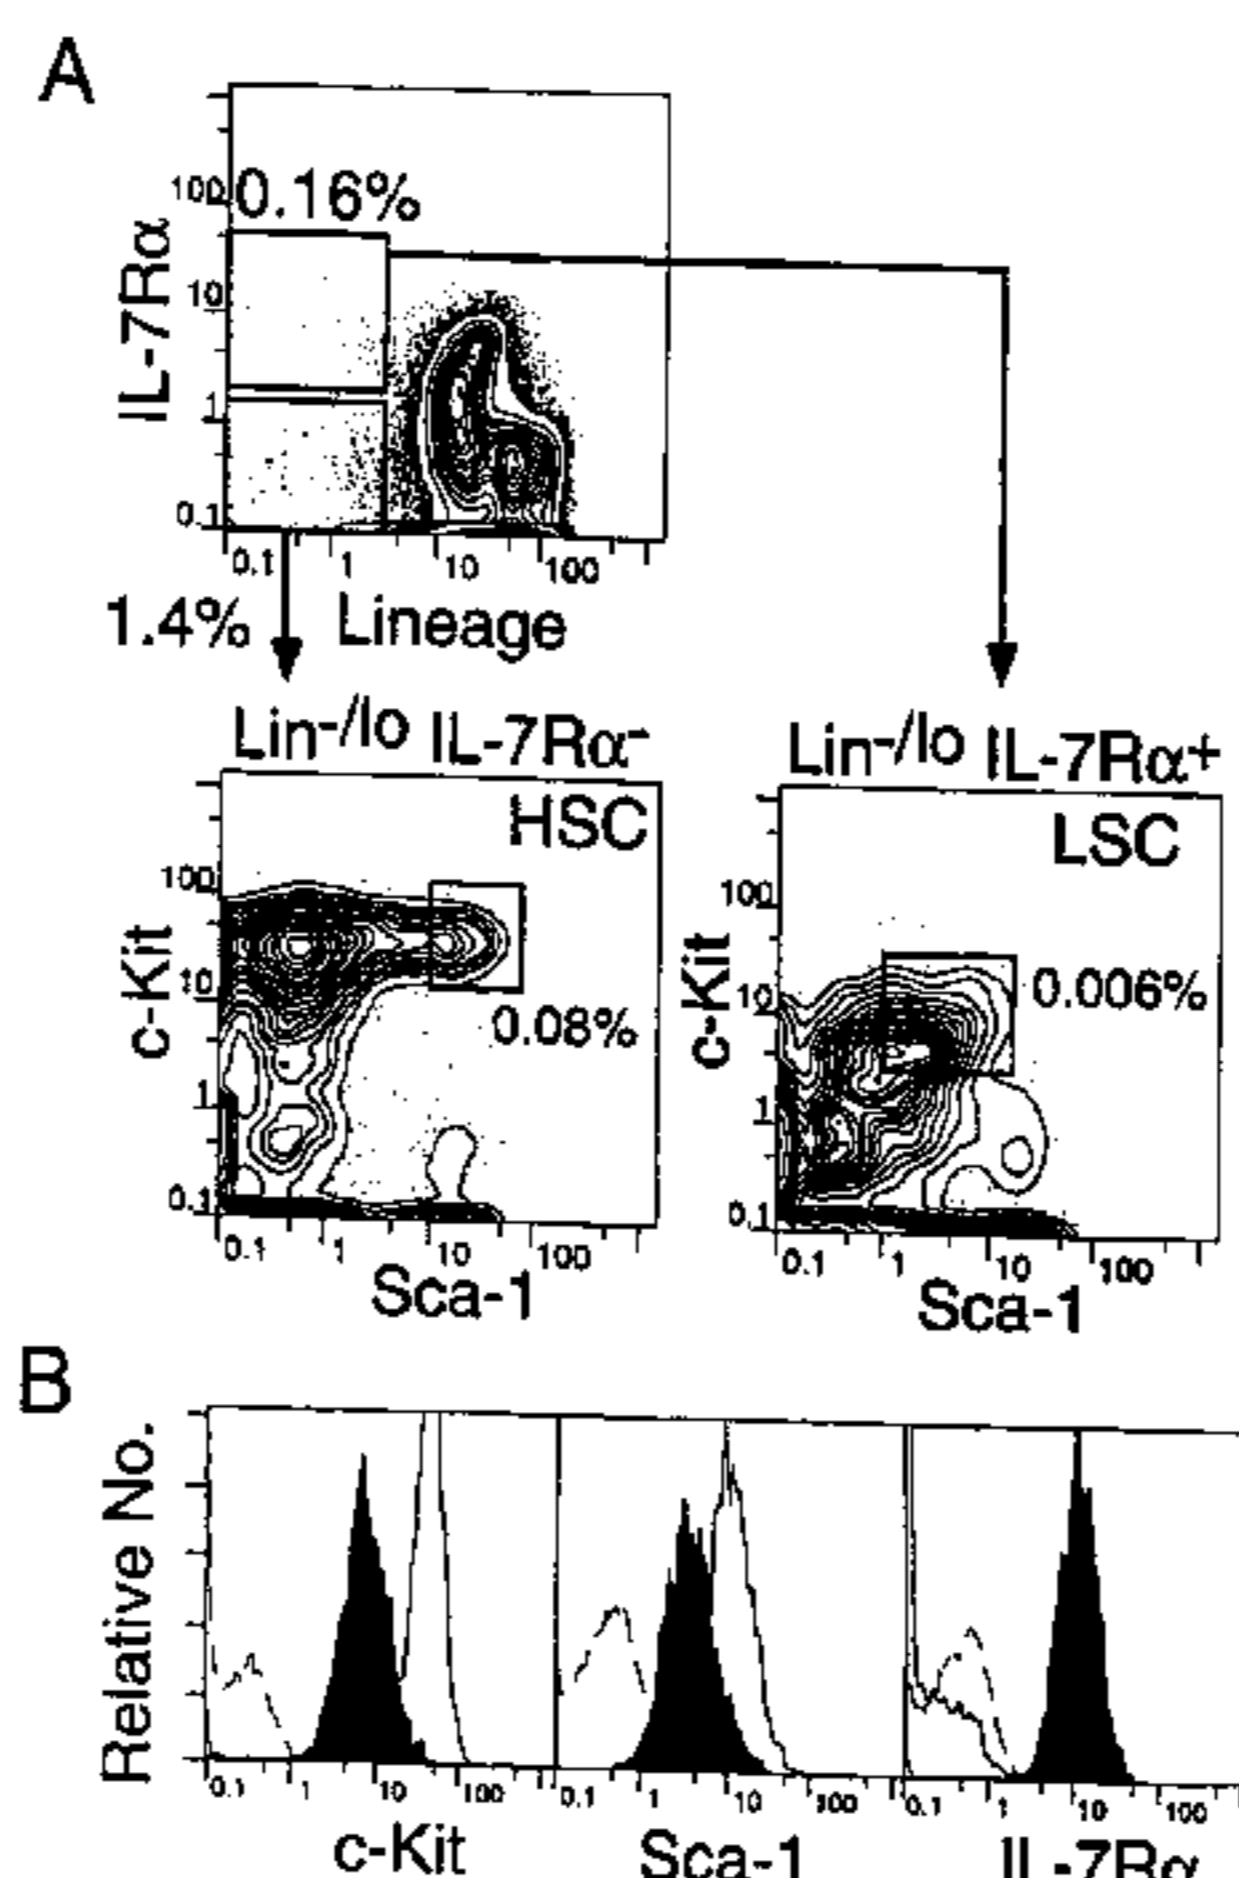 A
0.16%
IL-7Rα
100
10
1
0.1
0.1 1 10 100
1.4%
Lineage
Lin-/lo IL-7Rα-
Lin-/lo IL-7Rα+
HSC
LSC
c-Kit
100
10
1
0.1
0.08%
0.1 1 10 100
Sca-1
c-Kit
100
10
1
0.1
0.006%
0.1 1 10 100
Sca-1
B
Relative No.
0.1 1 10 100
0.1 1 10 100
0.1 1 10 100
c-Kit
Sca-1
IL-7Rα